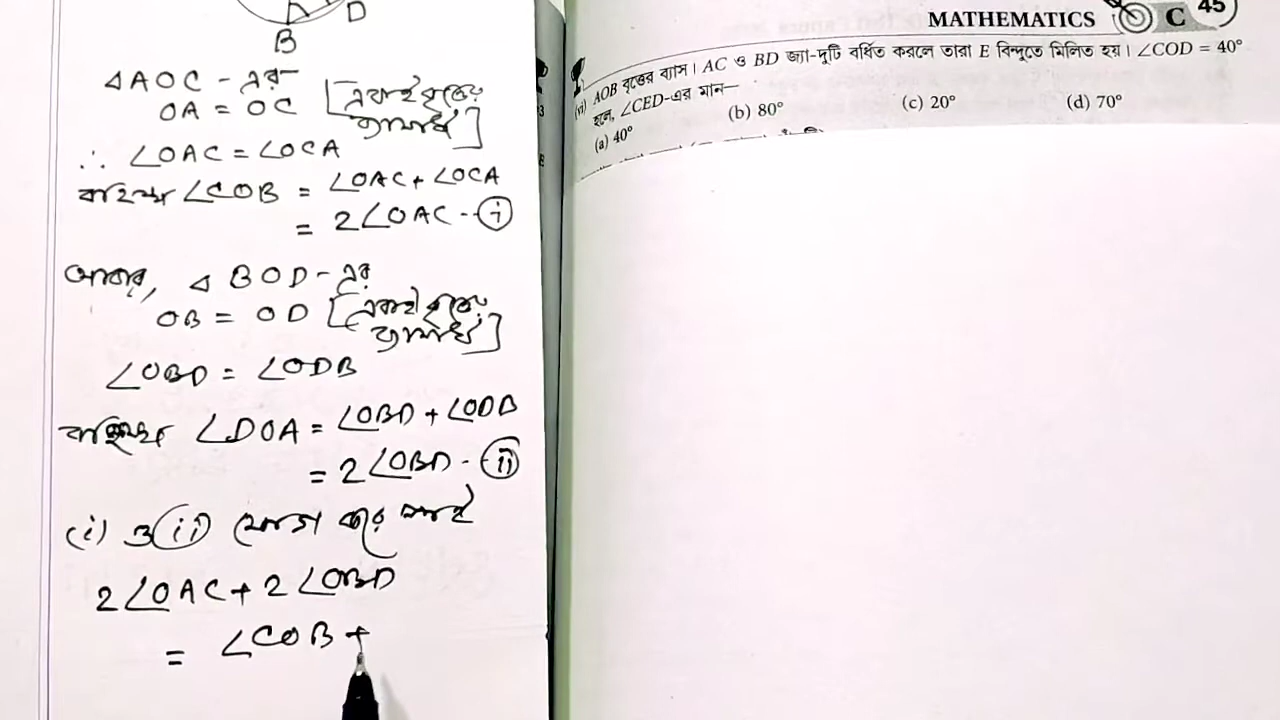 D
B
△AOC - এর
OA = OC [একই বৃত্তের
ব্যাসার্ধ]
∴ ∠OAC = ∠OCA
বহিঃস্থ ∠COB = ∠OAC + ∠OCA
= 2∠OAC -- (i)
আবার, △ BOD - এর
OB = OD [একই বৃত্তের
ব্যাসার্ধ]
∠OBD = ∠ODB
বহিঃস্থ ∠DOA = ∠OBD + ∠ODB
= 2∠OBD - (ii)
(i) ও (ii) যোগ করে পাই
2∠OAC + 2∠OBD
= ∠COB +
MATHEMATICS C 45
(vi) AOB বৃত্তের ব্যাস। AC ও BD জ্যা-দুটি বর্ধিত করলে তারা E বিন্দুতে মিলিত হয়। ∠COD = 40°
হলে, ∠CED-এর মান—
(a) 40° (b) 80° (c) 20° (d) 70°